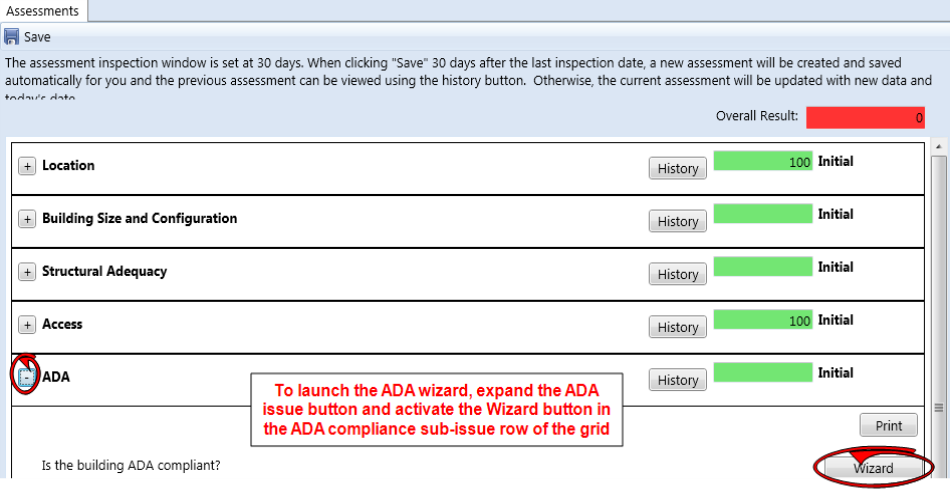 Assessments
Save
The assessment inspection window is set at 30 days. When clicking "Save" 30 days after the last inspection date, a new assessment will be created and saved
automatically for you and the previous assessment can be viewed using the history button.  Otherwise, the current assessment will be updated with new data and
today's date
Overall Result: 0
+ Location History 100 Initial
+ Building Size and Configuration History Initial
+ Structural Adequacy History Initial
+ Access History 100 Initial
- ADA History Initial
To launch the ADA wizard, expand the ADA
issue button and activate the Wizard button in
the ADA compliance sub-issue row of the grid
Print
Is the building ADA compliant? Wizard